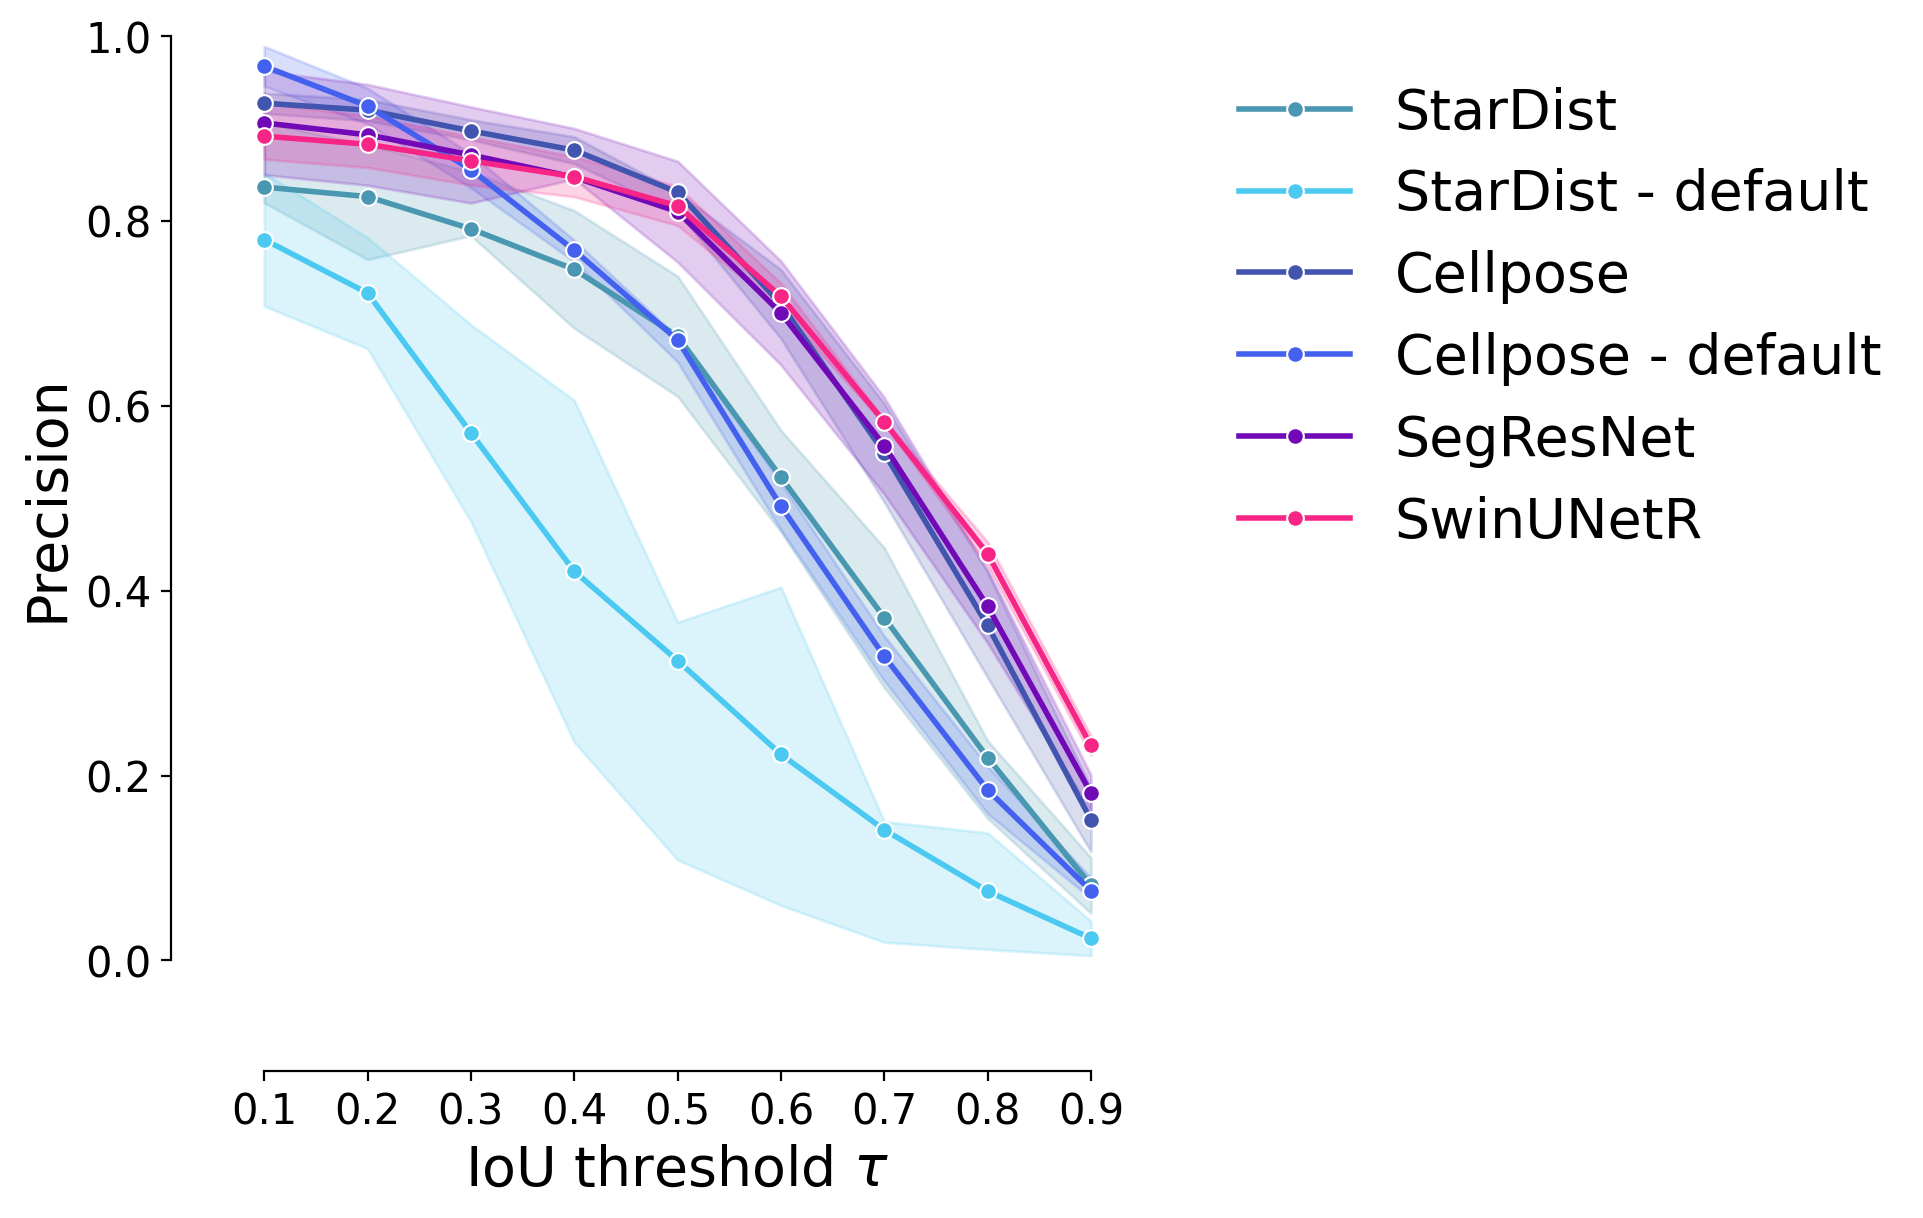 1.0
0.8
0.6
0.4
0.2
0.0
Precision
0.1 0.2 0.3 0.4 0.5 0.6 0.7 0.8 0.9
IoU threshold τ
StarDist
StarDist - default
Cellpose
Cellpose - default
SegResNet
SwinUNetR